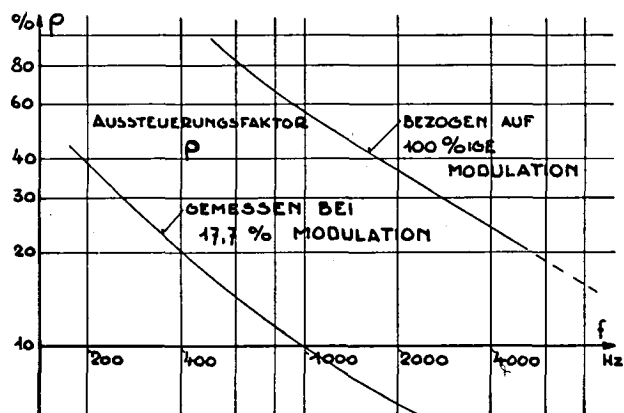 % ρ
80
60
AUSSTEUERUNGSFAKTOR
ρ
BEZOGEN AUF
100 %IGE
MODULATION
40
30
GEMESSEN BEI
17,7 % MODULATION
20
10
200
400
1000
2000
4000
f
Hz